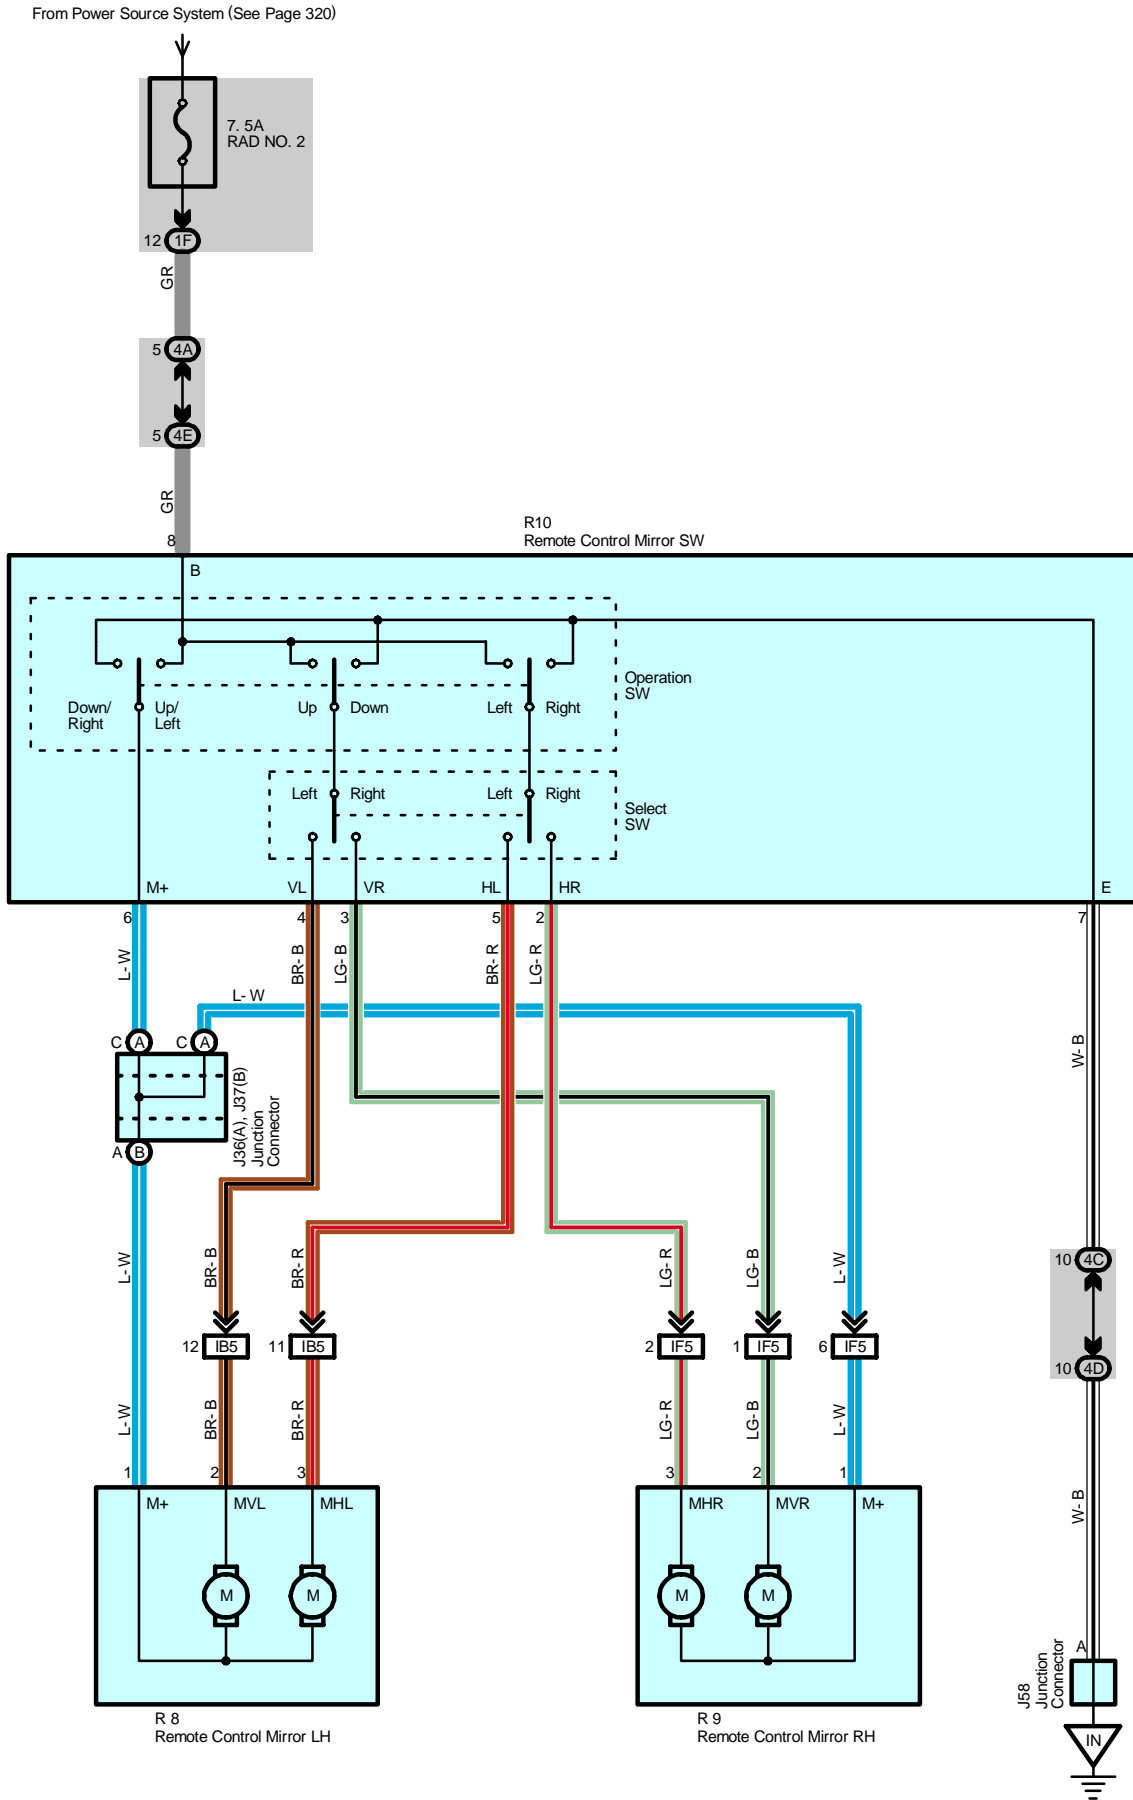 From Power Source System (See Page 320)
7. 5A
RAD NO. 2
12 1F
GR
5 4A
5 4E
GR
8
R10
Remote Control Mirror SW
B
Operation
SW
Down/
Right
Up/
Left
Up
Down
Left
Right
Left
Right
Left
Right
Select
SW
M+
VL
VR
HL
HR
E
6
4
3
5
2
7
L- W
BR- B
LG- B
BR- R
LG- R
W- B
L- W
C A
C A
A B
J36(A), J37(B)
Junction
Connector
L- W
BR- B
BR- R
LG- R
LG- B
L- W
10 4C
10 4D
12 IB5
11 IB5
2 IF5
1 IF5
6 IF5
L- W
BR- B
BR- R
LG- R
LG- B
L- W
W- B
1
2
3
3
2
1
M+
MVL
MHL
MHR
MVR
M+
M
M
M
M
A
J58
Junction
Connector
IN
R 8
Remote Control Mirror LH
R 9
Remote Control Mirror RH